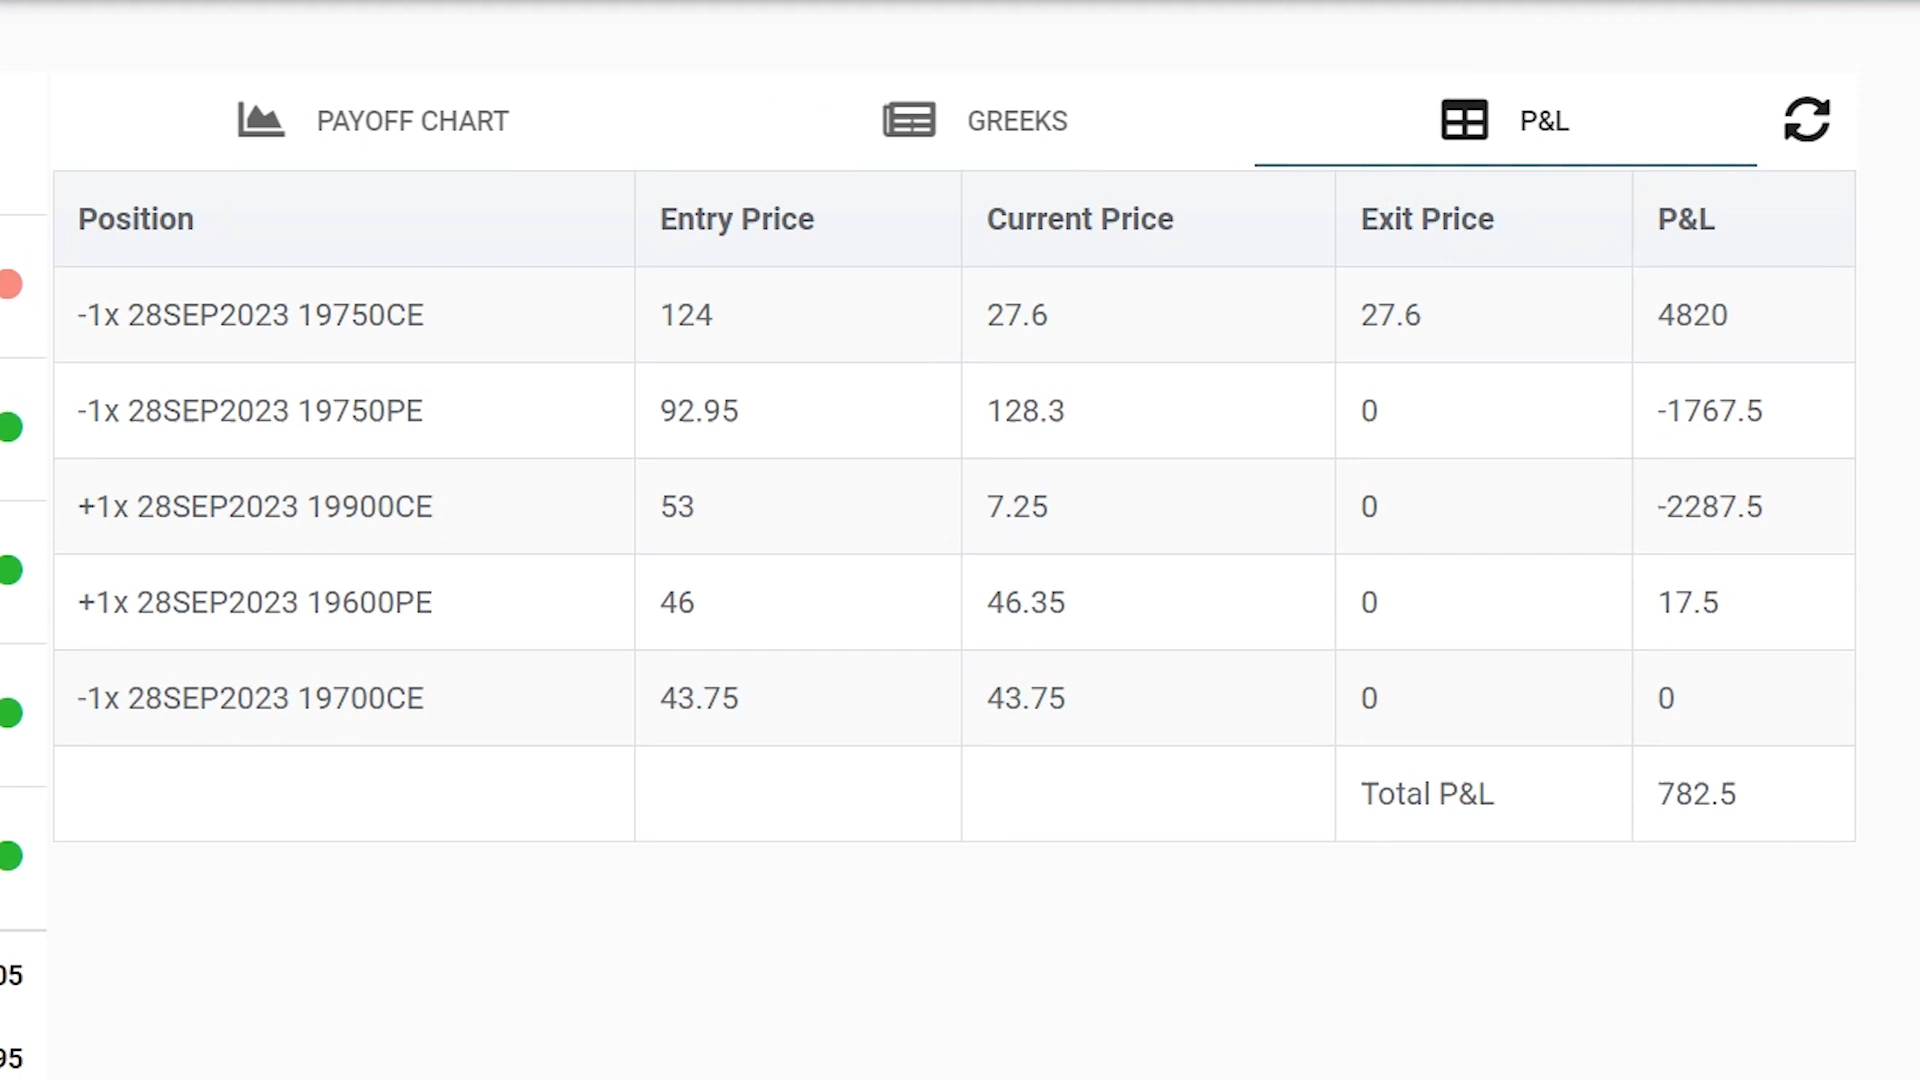 PAYOFF CHART GREEKS P&L
Position Entry Price Current Price Exit Price P&L
-1x 28SEP2023 19750CE 124 27.6 27.6 4820
-1x 28SEP2023 19750PE 92.95 128.3 0 -1767.5
+1x 28SEP2023 19900CE 53 7.25 0 -2287.5
+1x 28SEP2023 19600PE 46 46.35 0 17.5
-1x 28SEP2023 19700CE 43.75 43.75 0 0
Total P&L 782.5
05
95